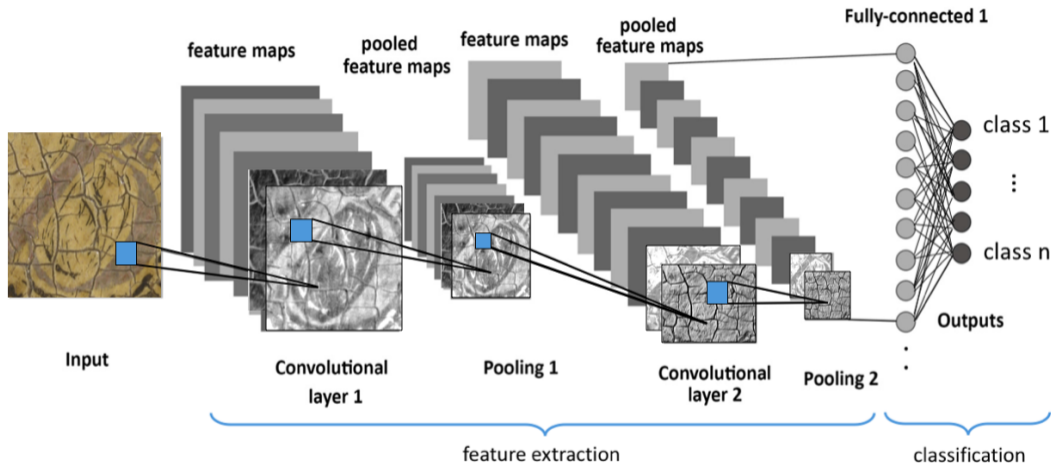 Fully-connected 1
feature maps
pooled
feature maps
feature maps
pooled
feature maps
class 1
...
class n
Outputs
Input
Convolutional
layer 1
Pooling 1
Convolutional
layer 2
Pooling 2
feature extraction
classification